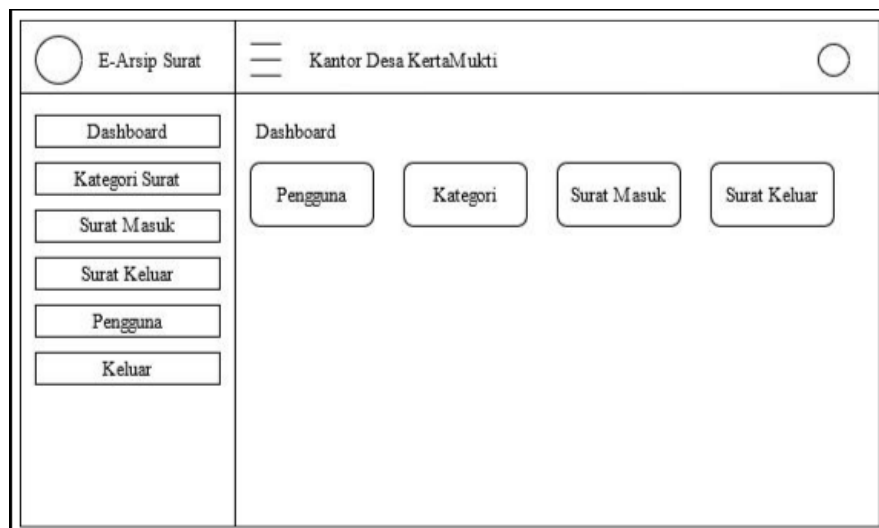 E-Arsip Surat
Kantor Desa KertaMukti
Dashboard
Kategori Surat
Surat Masuk
Surat Keluar
Pengguna
Keluar
Dashboard
Pengguna
Kategori
Surat Masuk
Surat Keluar